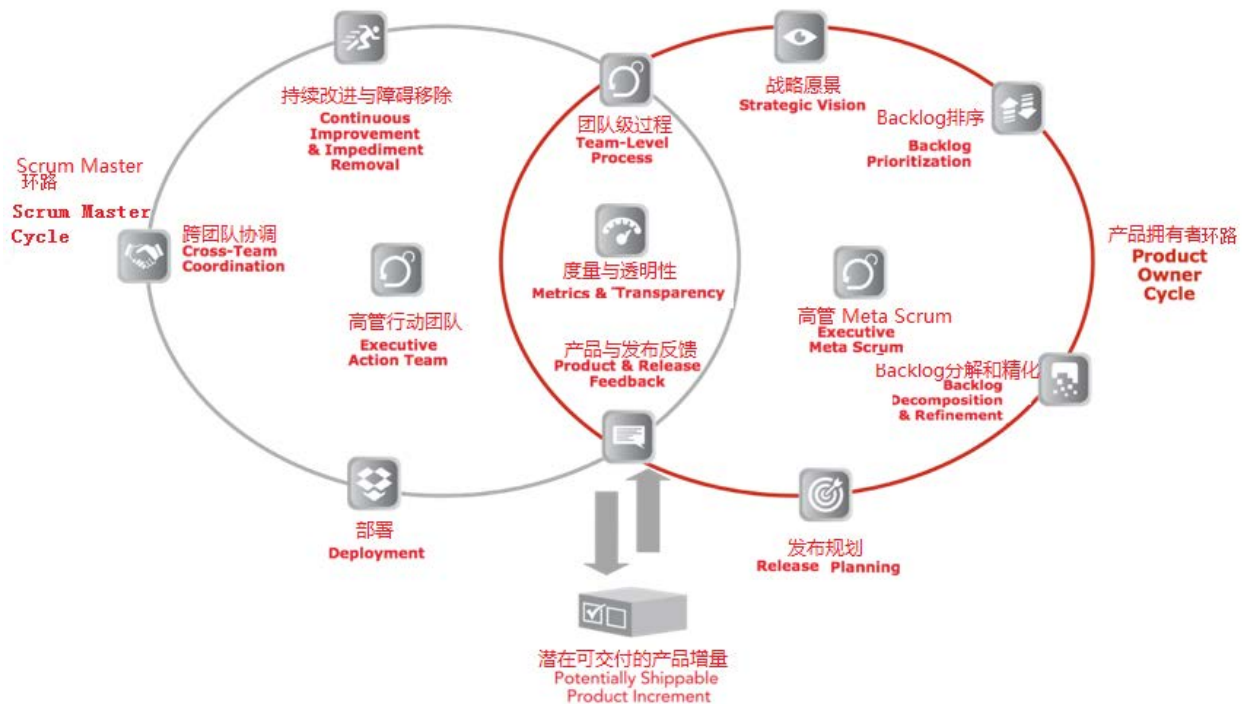 持续改进与障碍移除
Continuous
Improvement
& Impediment
Removal
Scrum Master
环路
Scrum Master
Cycle
跨团队协调
Cross-Team
Coordination
高管行动团队
Executive
Action Team
部署
Deployment
团队级过程
Team-Level
Process
度量与透明性
Metrics & Transparency
产品与发布反馈
Product & Release
Feedback
战略愿景
Strategic Vision
Backlog排序
Backlog
Prioritization
产品拥有者环路
Product
Owner
Cycle
高管 Meta Scrum
Executive
Meta Scrum
Backlog分解和精化
Backlog
Decomposition
& Refinement
发布规划
Release Planning
潜在可交付的产品增量
Potentially Shippable
Product Increment